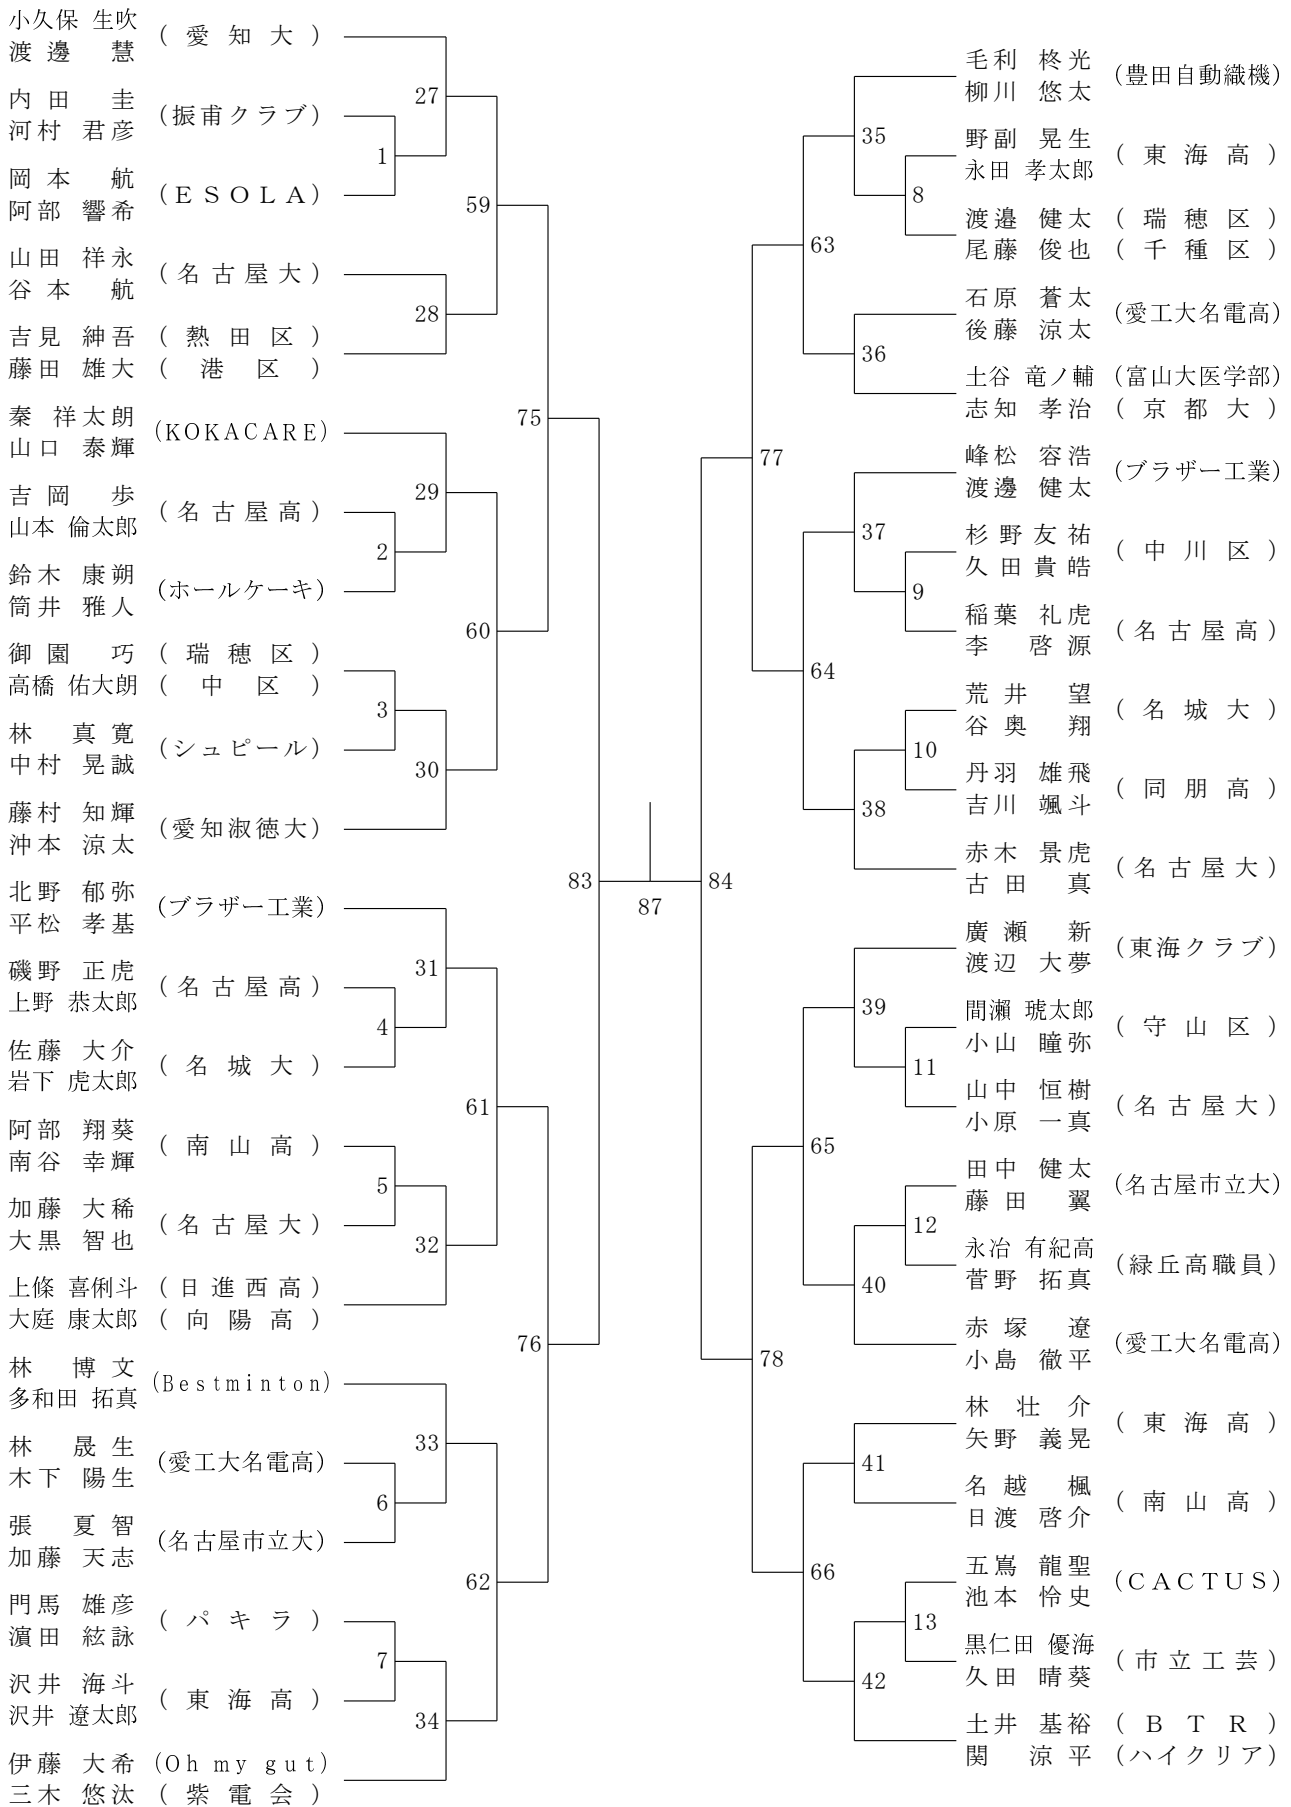 小久保 生吹
渡邊 慧 (愛知大)
内田 圭
河村 君彦 (振甫クラブ)
岡本 航
阿部 響希 (ESOLA)
山田 祥永
谷本 航 (名古屋大)
吉見 紳吾 (熱田区)
藤田 雄大 (港区)
秦 祥太朗
山口 泰輝 (KOKACARE)
吉岡 歩
山本 倫太郎 (名古屋高)
鈴木 康朔
筒井 雅人 (ホールケーキ)
御園 巧 (瑞穂区)
高橋 佑大朗 (中区)
林 真寛
中村 晃誠 (シュピール)
藤村 知輝
沖本 涼太 (愛知淑徳大)
北野 郁弥
平松 孝基 (ブラザー工業)
磯野 正虎
上野 恭太郎 (名古屋高)
佐藤 大介
岩下 虎太郎 (名城大)
阿部 翔葵
南谷 幸輝 (南山高)
加藤 大稀
大黒 智也 (名古屋大)
上條 喜俐斗 (日進西高)
大庭 康太郎 (向陽高)
林 博文
多和田 拓真 (Bestminton)
林 晟生
木下 陽生 (愛工大名電高)
張 夏智
加藤 天志 (名古屋市立大)
門馬 雄彦
濵田 絃詠 (パキラ)
沢井 海斗
沢井 遼太郎 (東海高)
伊藤 大希 (Oh my gut)
三木 悠汰 (紫電会)
27
1
59
28
75
29
2
60
3
30
83
31
4
61
5
32
76
33
6
62
7
34
87
84
35
8
63
36
77
37
9
64
10
38
39
11
65
12
40
78
41
66
13
42
毛利 柊光
柳川 悠太 (豊田自動織機)
野副 晃生
永田 孝太郎 (東海高)
渡邉 健太 (瑞穂区)
尾藤 俊也 (千種区)
石原 蒼太
後藤 涼太 (愛工大名電高)
土谷 竜ノ輔 (富山大医学部)
志知 孝治 (京都大)
峰松 容浩
渡邊 健太 (ブラザー工業)
杉野 友祐
久田 貴皓 (中川区)
稲葉 礼虎
李 啓源 (名古屋高)
荒井 望
谷奥 翔 (名城大)
丹羽 雄飛
吉川 颯斗 (同朋高)
赤木 景虎
古田 真 (名古屋大)
廣瀬 新
渡辺 大夢 (東海クラブ)
間瀬 琥太郎
小山 瞳弥 (守山区)
山中 恒樹
小原 一真 (名古屋大)
田中 健太
藤田 翼 (名古屋市立大)
永冶 有紀高
菅野 拓真 (緑丘高職員)
赤塚 遼
小島 徹平 (愛工大名電高)
林 壮介
矢野 義晃 (東海高)
名越 楓
日渡 啓介 (南山高)
五嶌 龍聖
池本 怜史 (CACTUS)
黒仁田 優海
久田 晴葵 (市立工芸)
土井 基裕 (BTR)
関 涼平 (ハイクリア)